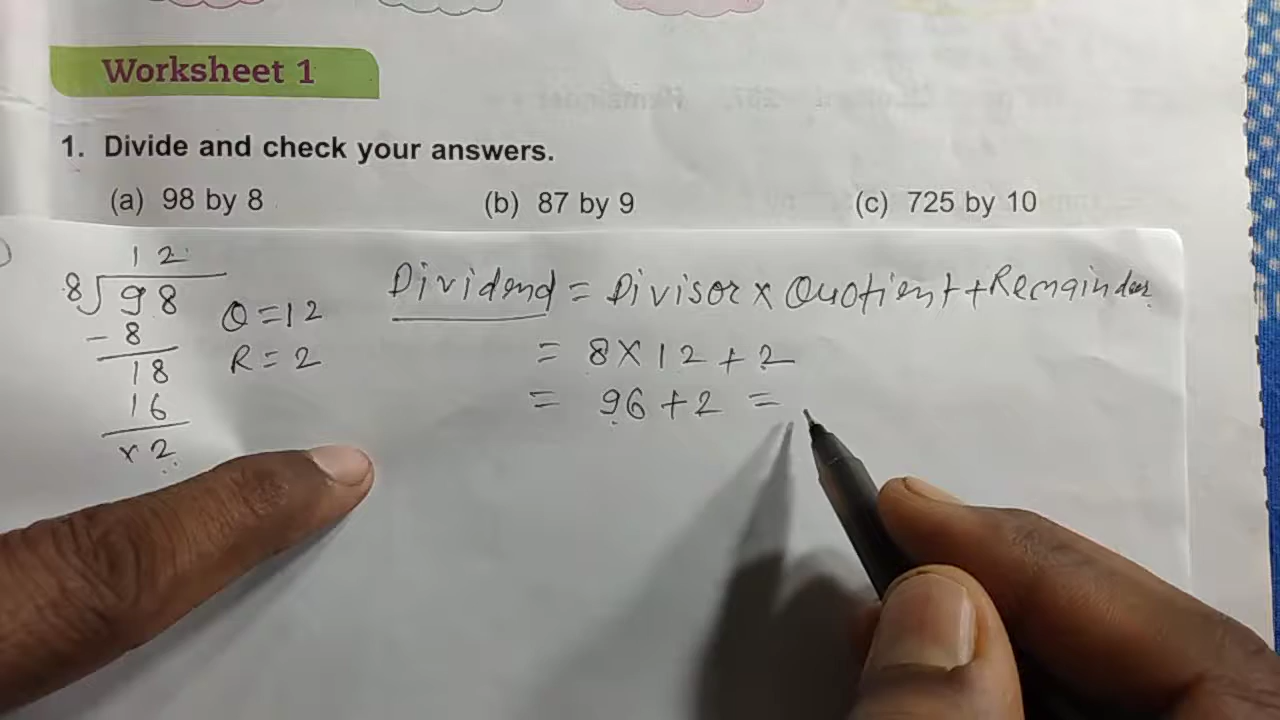 Worksheet 1
1. Divide and check your answers.
(a) 98 by 8 (b) 87 by 9 (c) 725 by 10
12
8 98
- 8
18
16
x 2
Q = 12
R = 2
Dividend = Divisor × Quotient + Remainder
= 8 × 12 + 2
= 96 + 2 =